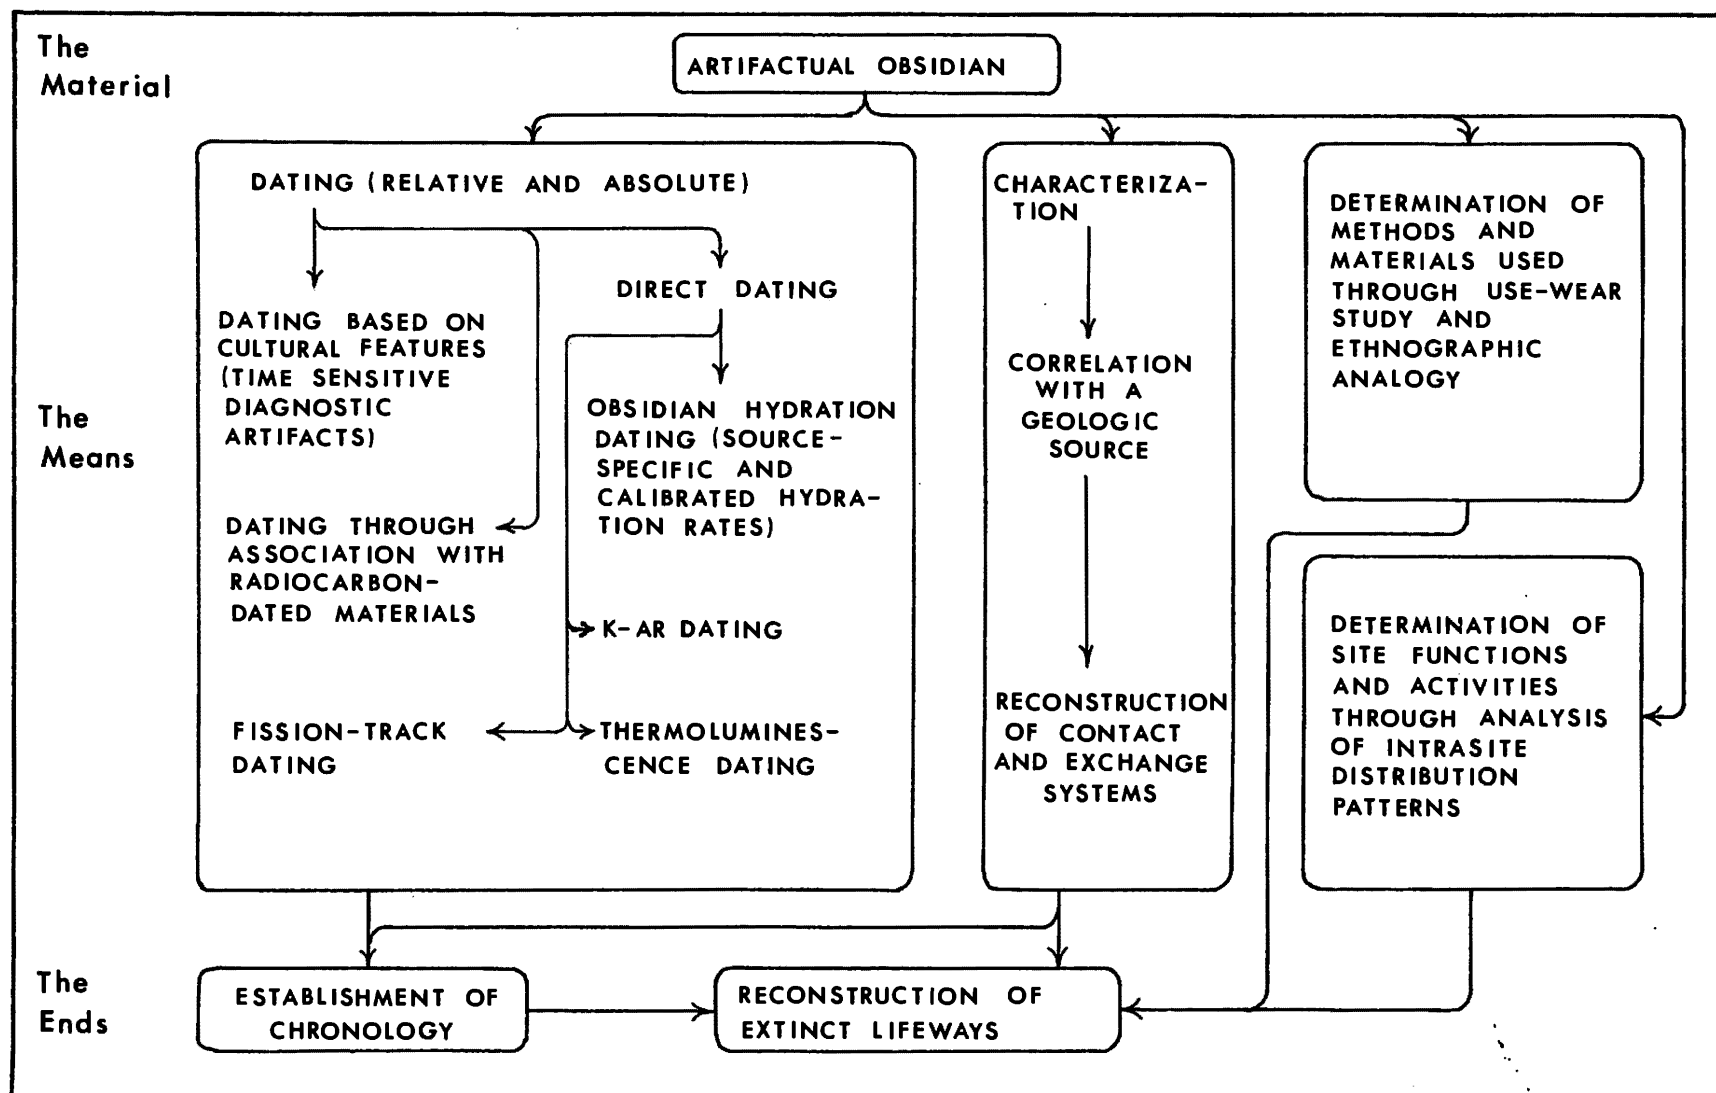 The
Material
ARTIFACTUAL OBSIDIAN
DATING (RELATIVE AND ABSOLUTE)
DATING BASED ON
CULTURAL FEATURES
(TIME SENSITIVE
DIAGNOSTIC
ARTIFACTS)
DIRECT DATING
OBSIDIAN HYDRATION
DATING (SOURCE-
SPECIFIC AND
CALIBRATED HYDRA-
TION RATES)
DATING THROUGH
ASSOCIATION WITH
RADIOCARBON-
DATED MATERIALS
K-AR DATING
FISSION-TRACK
DATING
THERMOLUMINES-
CENCE DATING
CHARACTERIZA-
TION
CORRELATION
WITH A
GEOLOGIC
SOURCE
RECONSTRUCTION
OF CONTACT
AND EXCHANGE
SYSTEMS
DETERMINATION OF
METHODS AND
MATERIALS USED
THROUGH USE-WEAR
STUDY AND
ETHNOGRAPHIC
ANALOGY
DETERMINATION OF
SITE FUNCTIONS
AND ACTIVITIES
THROUGH ANALYSIS
OF INTRASITE
DISTRIBUTION
PATTERNS
The
Means
The
Ends
ESTABLISHMENT OF
CHRONOLOGY
RECONSTRUCTION OF
EXTINCT LIFEWAYS